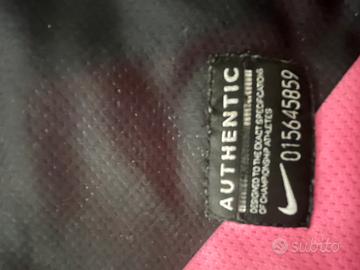 AUTHENTIC
DESIGNED TO THE EXACT SPECIFICATIONS
OF CHAMPIONSHIP ATHLETES
015645859
subito